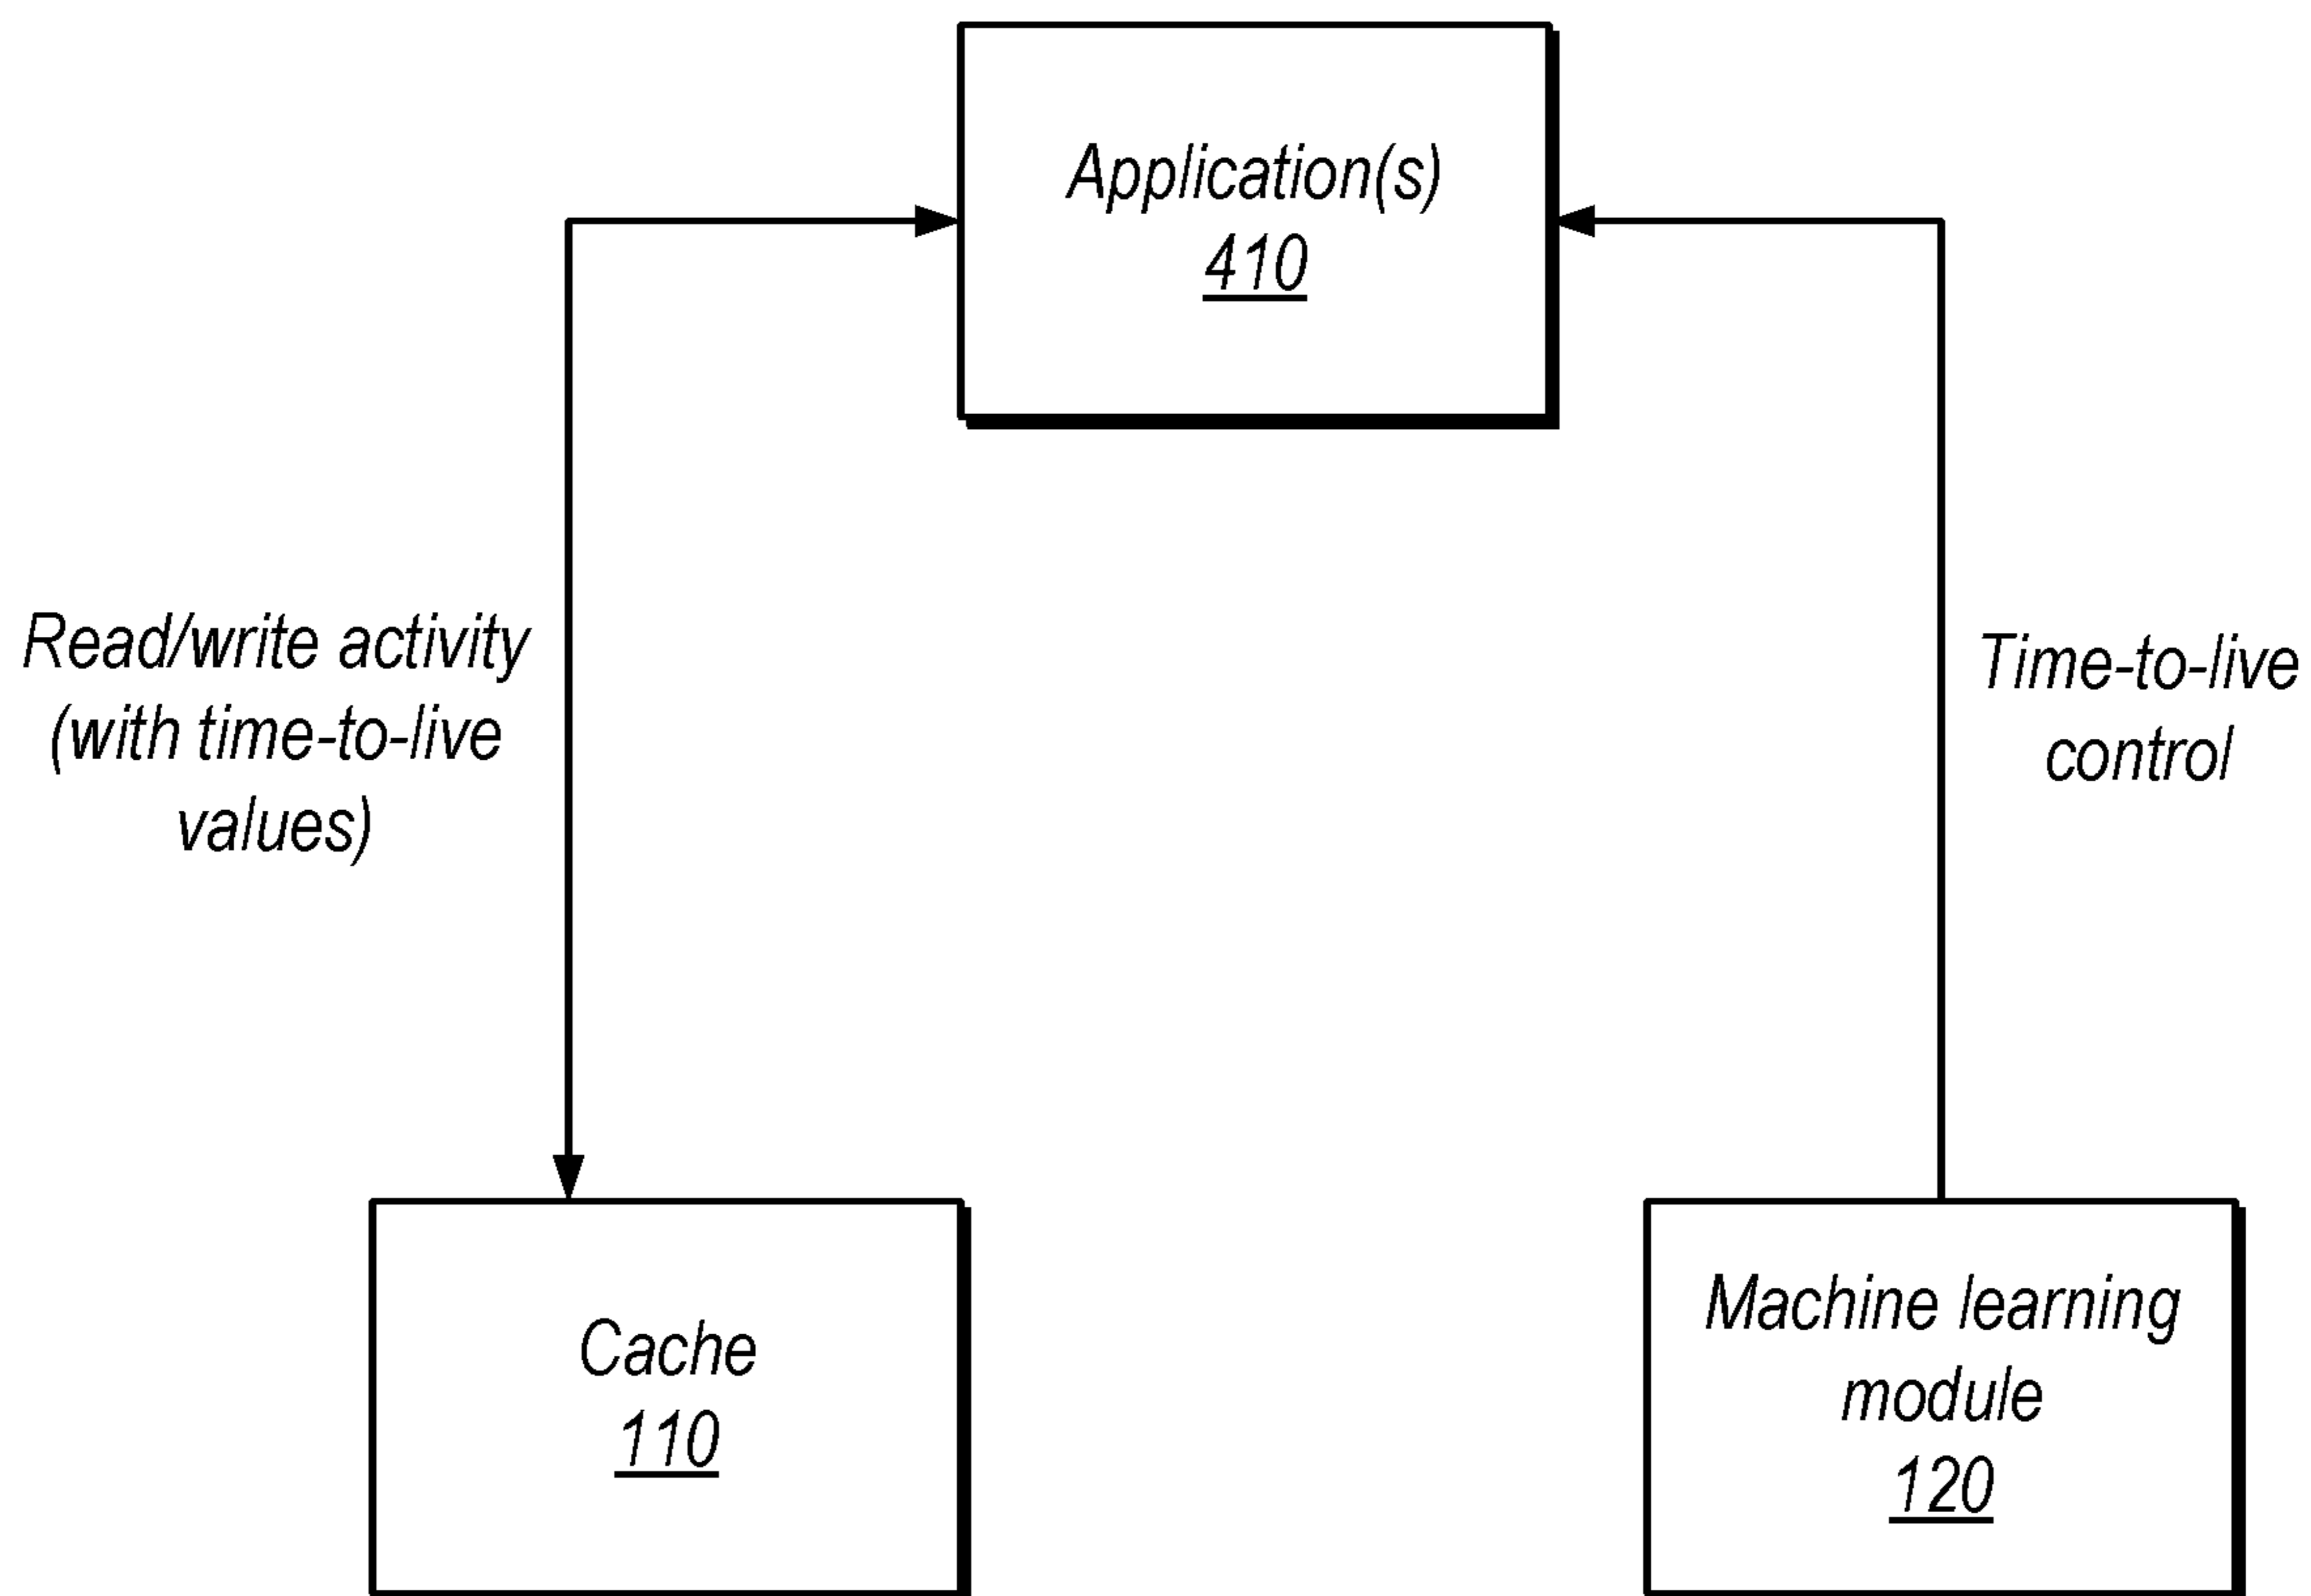 Application(s)
410
Read/write activity
(with time-to-live
values)
Time-to-live
control
Cache
110
Machine learning
module
120